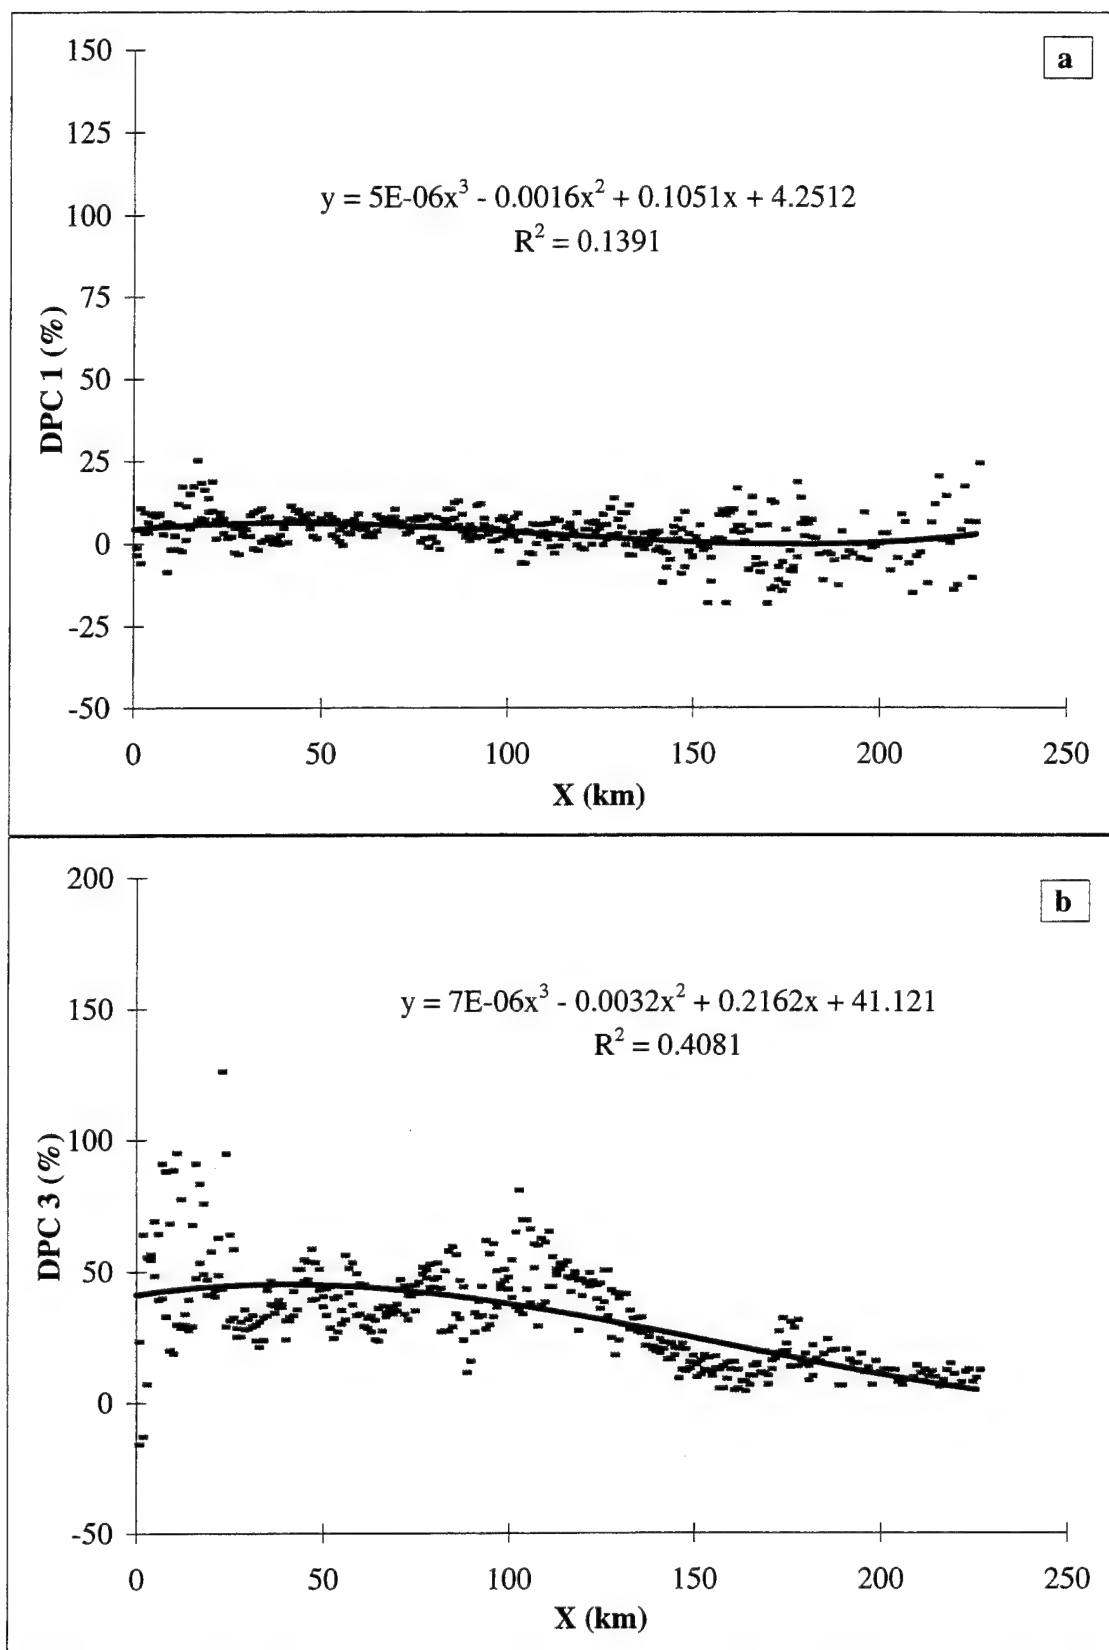 a
150
125
100
75
50
25
0
-25
-50
y = 5E-06x³ - 0.0016x² + 0.1051x + 4.2512
R² = 0.1391
DPC 1 (%)
0 50 100 150 200 250
X (km)
b
200
150
100
50
0
-50
y = 7E-06x³ - 0.0032x² + 0.2162x + 41.121
R² = 0.4081
DPC 3 (%)
0 50 100 150 200 250
X (km)